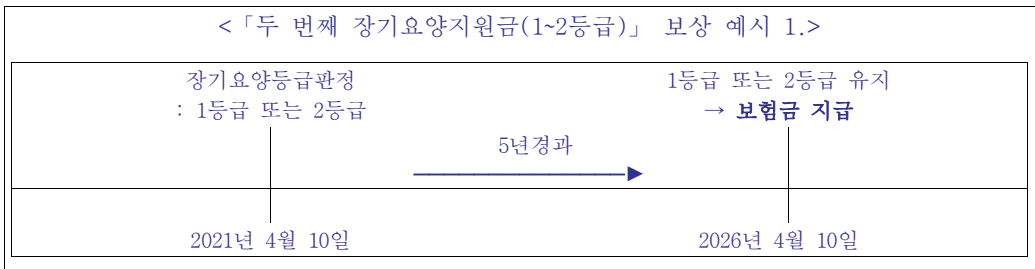 <「두 번째 장기요양지원금(1~2등급)」 보상 예시 1.>
장기요양등급판정
: 1등급 또는 2등급
1등급 또는 2등급 유지
→ 보험금 지급
5년경과
2021년 4월 10일
2026년 4월 10일